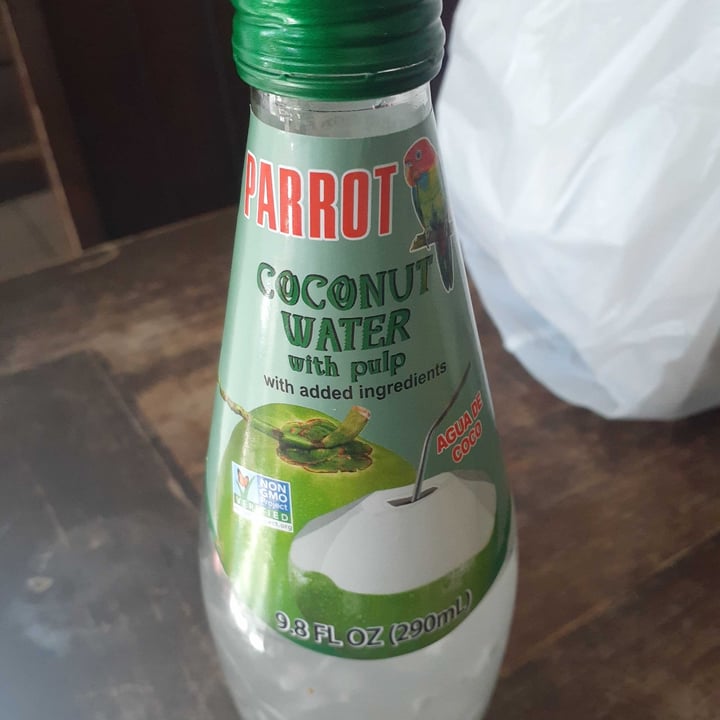 PARROT
COCONUT
WATER
with pulp
with added ingredients
AGUA DE
COCO
NON
GMO
Project
VERIFIED
9.8 FL OZ (290mL)